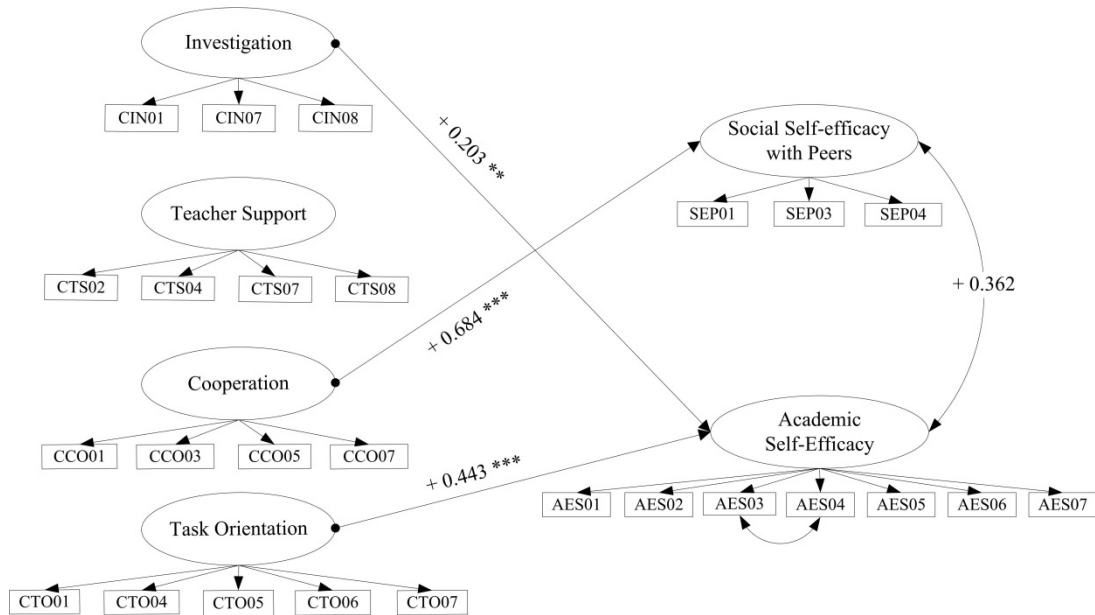 Investigation
CIN01
CIN07
CIN08
+ 0.203 **
Social Self-efficacy
with Peers
SEP01
SEP03
SEP04
Teacher Support
CTS02
CTS04
CTS07
CTS08
+ 0.362
+ 0.684 ***
Cooperation
CCO01
CCO03
CCO05
CCO07
Academic
Self-Efficacy
+ 0.443 ***
AES01
AES02
AES03
AES04
AES05
AES06
AES07
Task Orientation
CTO01
CTO04
CTO05
CTO06
CTO07